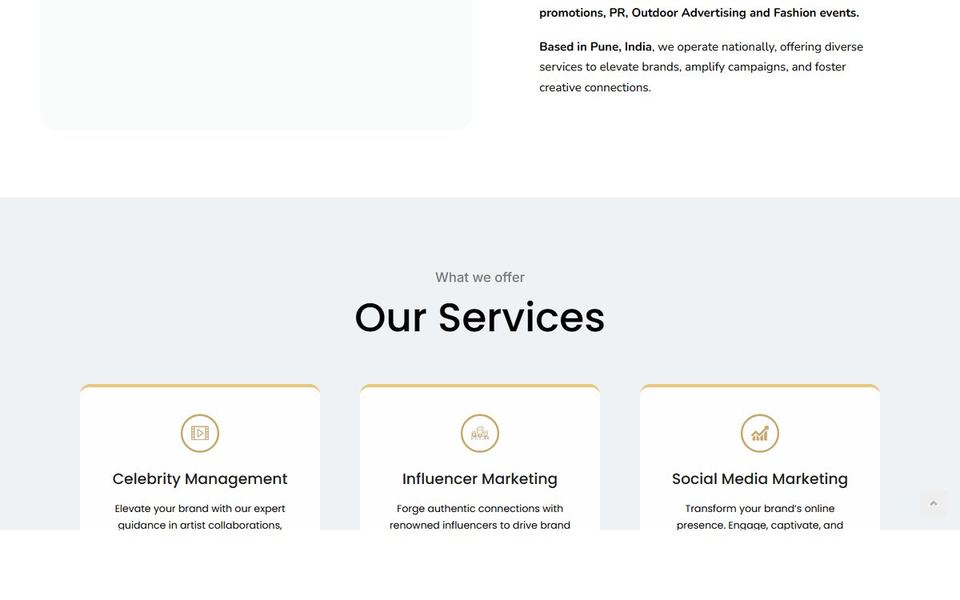 promotions, PR, Outdoor Advertising and Fashion events.
Based in Pune, India, we operate nationally, offering diverse
services to elevate brands, amplify campaigns, and foster
creative connections.
What we offer
Our Services
Celebrity Management
Elevate your brand with our expert
guidance in artist collaborations,
Influencer Marketing
Forge authentic connections with
renowned influencers to drive brand
Social Media Marketing
Transform your brand’s online
presence. Engage, captivate, and